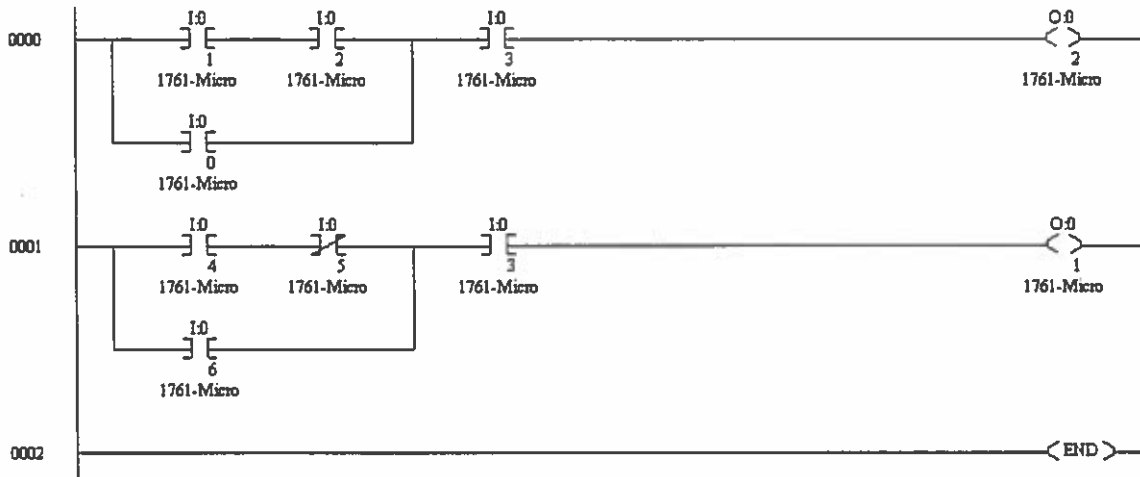 I:0 I:0 I:0 O:0
0000
1 2 3 2
1761-Micro 1761-Micro 1761-Micro 1761-Micro
I:0
0
1761-Micro
I:0 I:0 I:0 O:0
0001
4 5 3 1
1761-Micro 1761-Micro 1761-Micro 1761-Micro
I:0
6
1761-Micro
0002 END